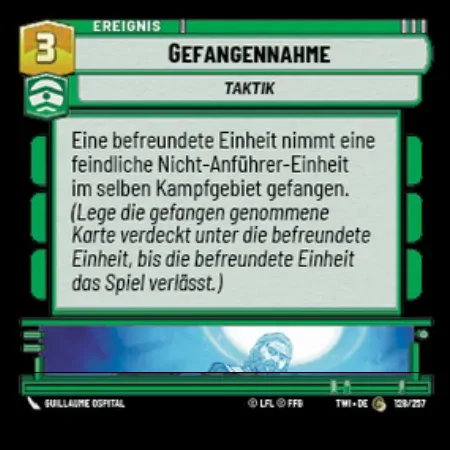 EREIGNIS
3
GEFANGENNAHME
TAKTIK
Eine befreundete Einheit nimmt eine
feindliche Nicht-Anführer-Einheit
im selben Kampfgebiet gefangen.
(Lege die gefangen genommene
Karte verdeckt unter die befreundete
Einheit, bis die befreundete Einheit
das Spiel verlässt.)
GUILLAUME OSPITAL © LFL Ⓟ FFG TWI • DE 128/257